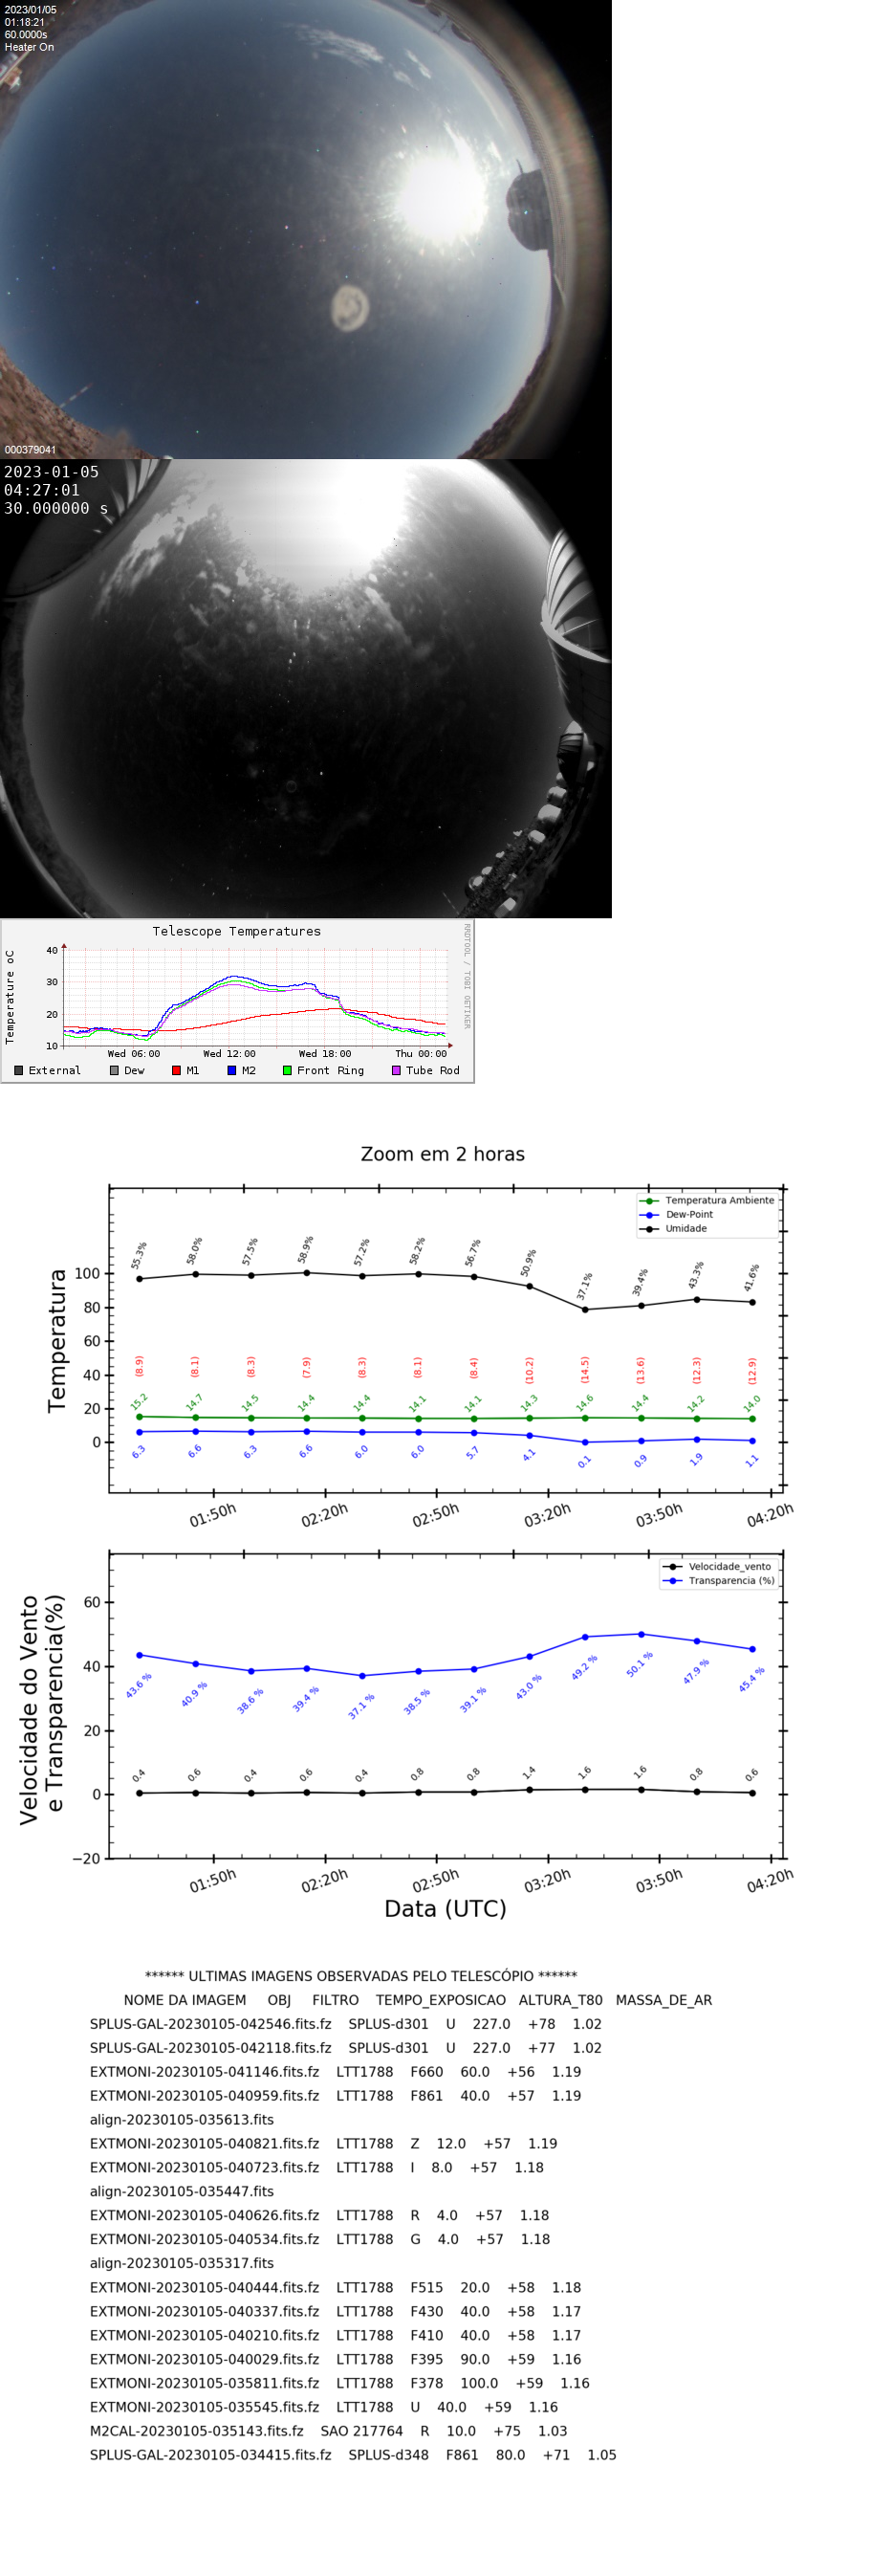 2023/01/05
01:18:21
60.0000s
Heater On
000379041
2023-01-05
04:27:01
30.000000 s
Telescope Temperatures
RRDTOOL / TOBI OETIKER
Temperature oC
40
30
20
10
Wed 06:00 Wed 12:00 Wed 18:00 Thu 00:00
External Dew M1 M2 Front Ring Tube Rod
Zoom em 2 horas
Temperatura Ambiente
Dew-Point
Umidade
Temperatura
100
80
60
40
20
0
55.3% 58.0% 57.5% 58.9% 57.2% 58.2% 56.7% 50.9% 37.1% 39.4% 43.3% 41.6%
(8.9) (8.1) (8.3) (7.9) (8.3) (8.1) (8.4) (10.2) (14.5) (13.6) (12.3) (12.9)
15.2 14.7 14.5 14.4 14.4 14.1 14.1 14.3 14.6 14.4 14.2 14.0
6.3 6.6 6.3 6.6 6.0 6.0 5.7 4.1 0.1 0.9 1.9 1.1
01:50h 02:20h 02:50h 03:20h 03:50h 04:20h
Velocidade_vento
Transparencia (%)
Velocidade do Vento
e Transparencia(%)
60
40
20
0
−20
43.6 % 40.9 % 38.6 % 39.4 % 37.1 % 38.5 % 39.1 % 43.0 % 49.2 % 50.1 % 47.9 % 45.4 %
0.4 0.6 0.4 0.6 0.4 0.8 0.8 1.4 1.6 1.6 0.8 0.6
01:50h 02:20h 02:50h 03:20h 03:50h 04:20h
Data (UTC)
****** ULTIMAS IMAGENS OBSERVADAS PELO TELESCÓPIO ******
NOME DA IMAGEM OBJ FILTRO TEMPO_EXPOSICAO ALTURA_T80 MASSA_DE_AR
SPLUS-GAL-20230105-042546.fits.fz SPLUS-d301 U 227.0 +78 1.02
SPLUS-GAL-20230105-042118.fits.fz SPLUS-d301 U 227.0 +77 1.02
EXTMONI-20230105-041146.fits.fz LTT1788 F660 60.0 +56 1.19
EXTMONI-20230105-040959.fits.fz LTT1788 F861 40.0 +57 1.19
align-20230105-035613.fits
EXTMONI-20230105-040821.fits.fz LTT1788 Z 12.0 +57 1.19
EXTMONI-20230105-040723.fits.fz LTT1788 I 8.0 +57 1.18
align-20230105-035447.fits
EXTMONI-20230105-040626.fits.fz LTT1788 R 4.0 +57 1.18
EXTMONI-20230105-040534.fits.fz LTT1788 G 4.0 +57 1.18
align-20230105-035317.fits
EXTMONI-20230105-040444.fits.fz LTT1788 F515 20.0 +58 1.18
EXTMONI-20230105-040337.fits.fz LTT1788 F430 40.0 +58 1.17
EXTMONI-20230105-040210.fits.fz LTT1788 F410 40.0 +58 1.17
EXTMONI-20230105-040029.fits.fz LTT1788 F395 90.0 +59 1.16
EXTMONI-20230105-035811.fits.fz LTT1788 F378 100.0 +59 1.16
EXTMONI-20230105-035545.fits.fz LTT1788 U 40.0 +59 1.16
M2CAL-20230105-035143.fits.fz SAO 217764 R 10.0 +75 1.03
SPLUS-GAL-20230105-034415.fits.fz SPLUS-d348 F861 80.0 +71 1.05